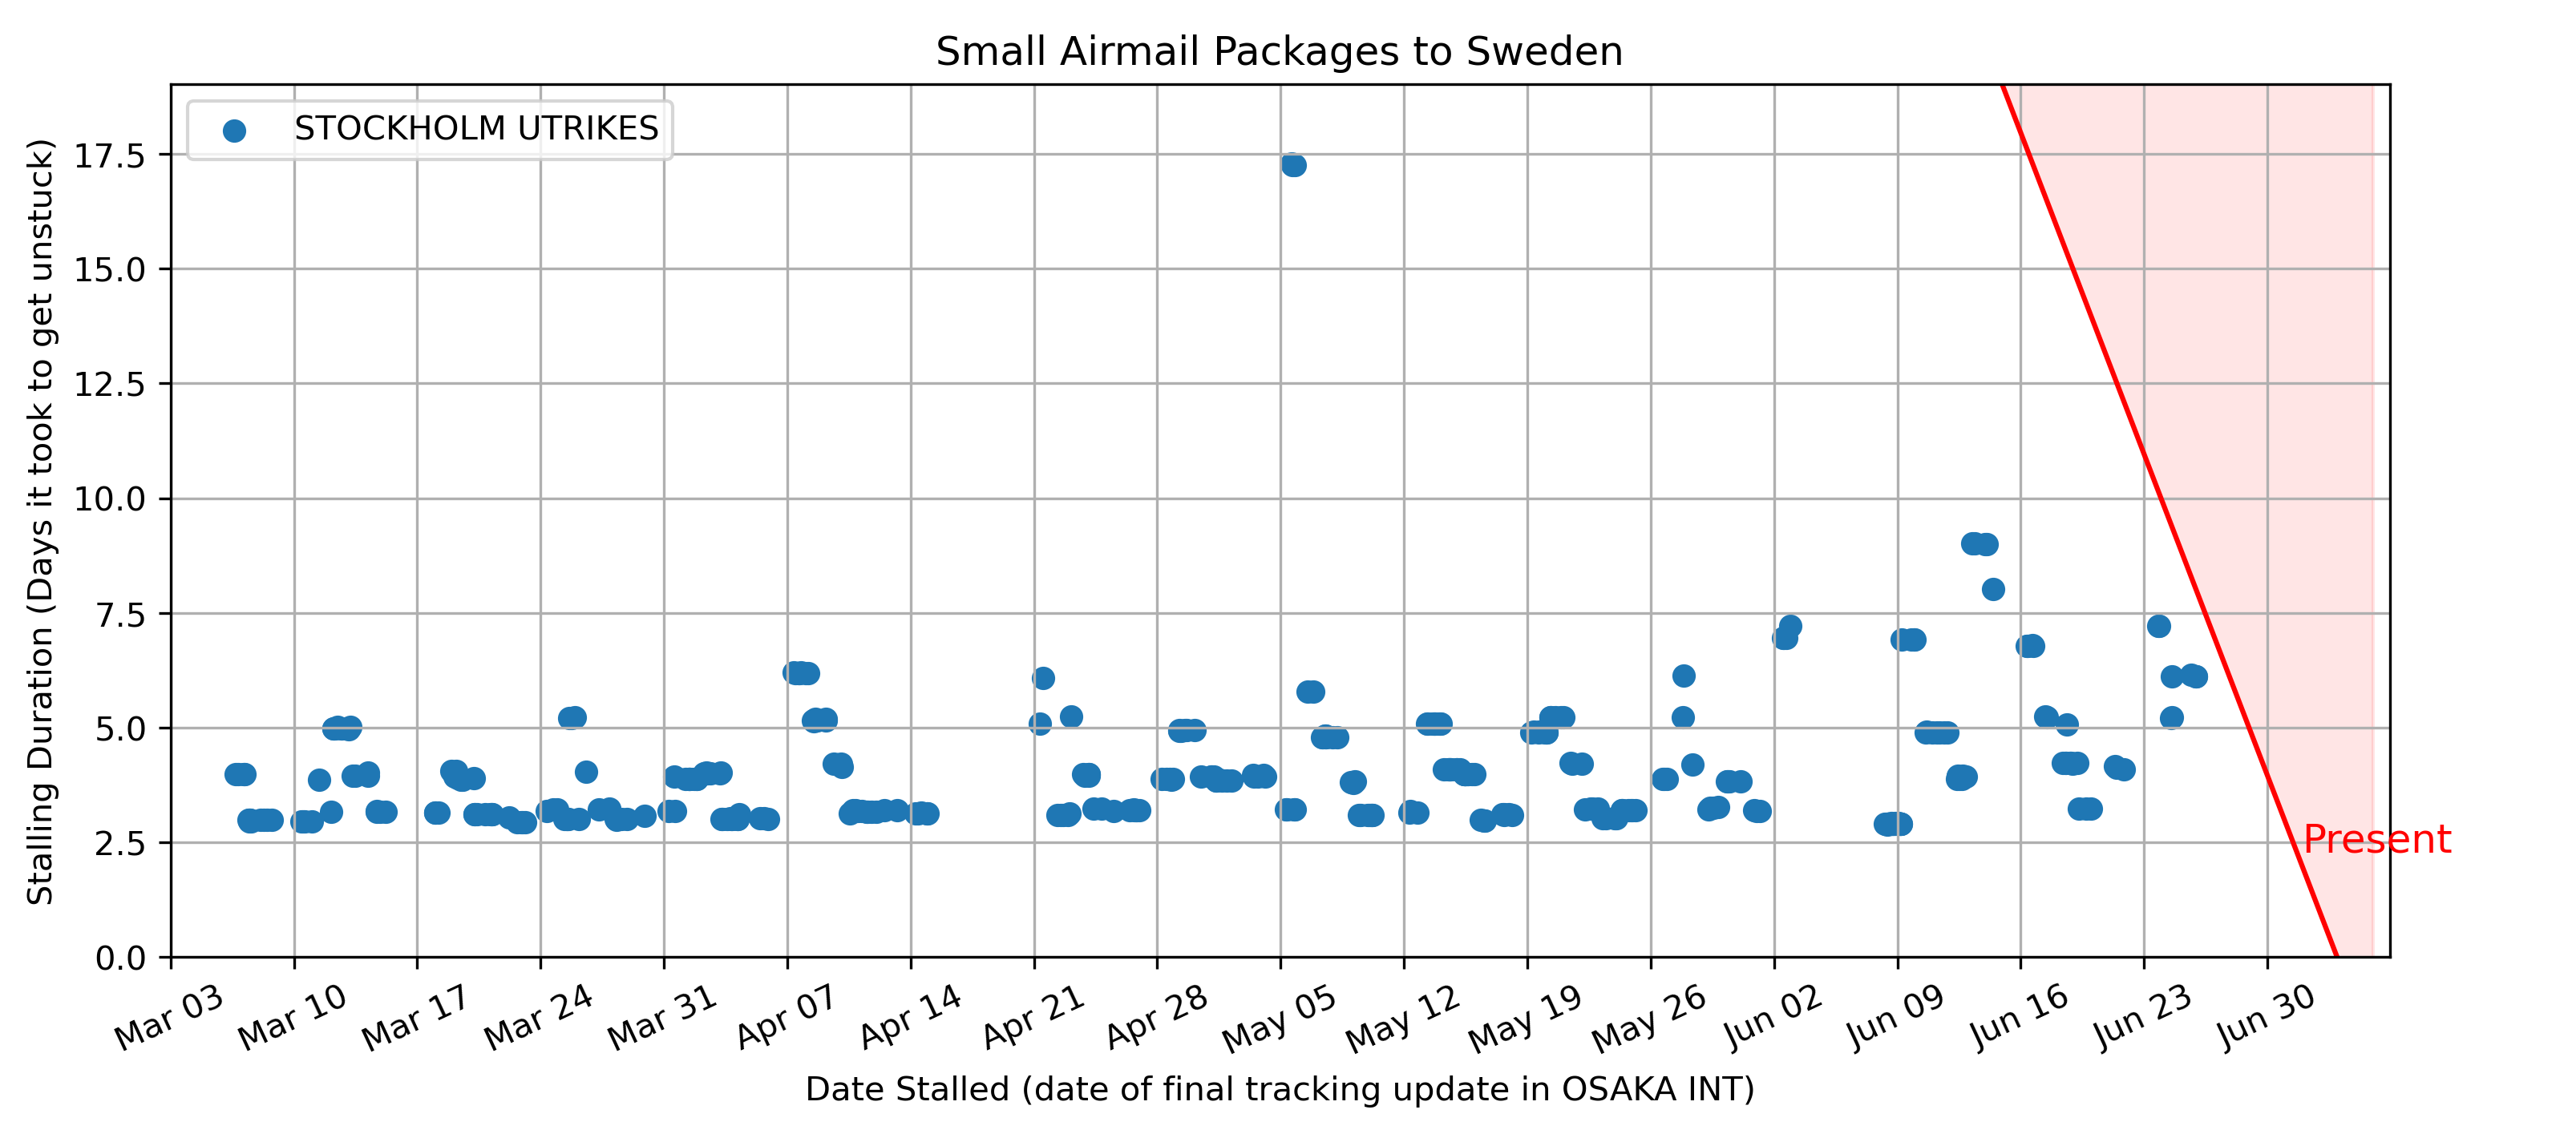 Small Airmail Packages to Sweden
STOCKHOLM UTRIKES
Stalling Duration (Days it took to get unstuck)
17.5
15.0
12.5
10.0
7.5
5.0
2.5
0.0
Present
Mar 03
Mar 10
Mar 17
Mar 24
Mar 31
Apr 07
Apr 14
Apr 21
Apr 28
May 05
May 12
May 19
May 26
Jun 02
Jun 09
Jun 16
Jun 23
Jun 30
Date Stalled (date of final tracking update in OSAKA INT)